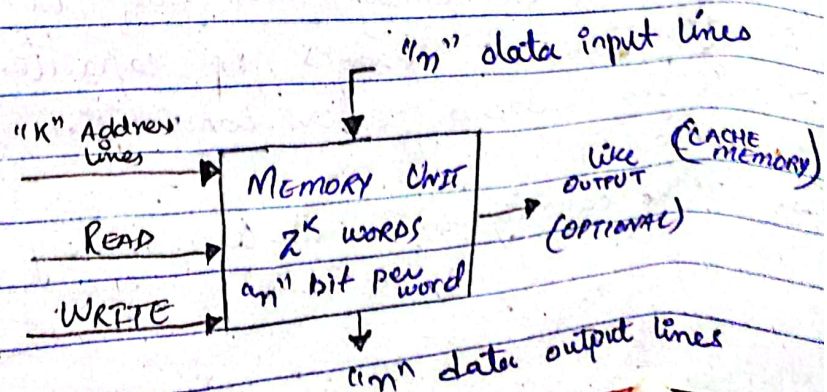 "n" data input lines
"K" Address
lines
READ
WRITE
MEMORY UNIT
2^K WORDS
"n" bit per word
like
OUTPUT
(OPTIONAL)
(CACHE
MEMORY)
"n" data output lines